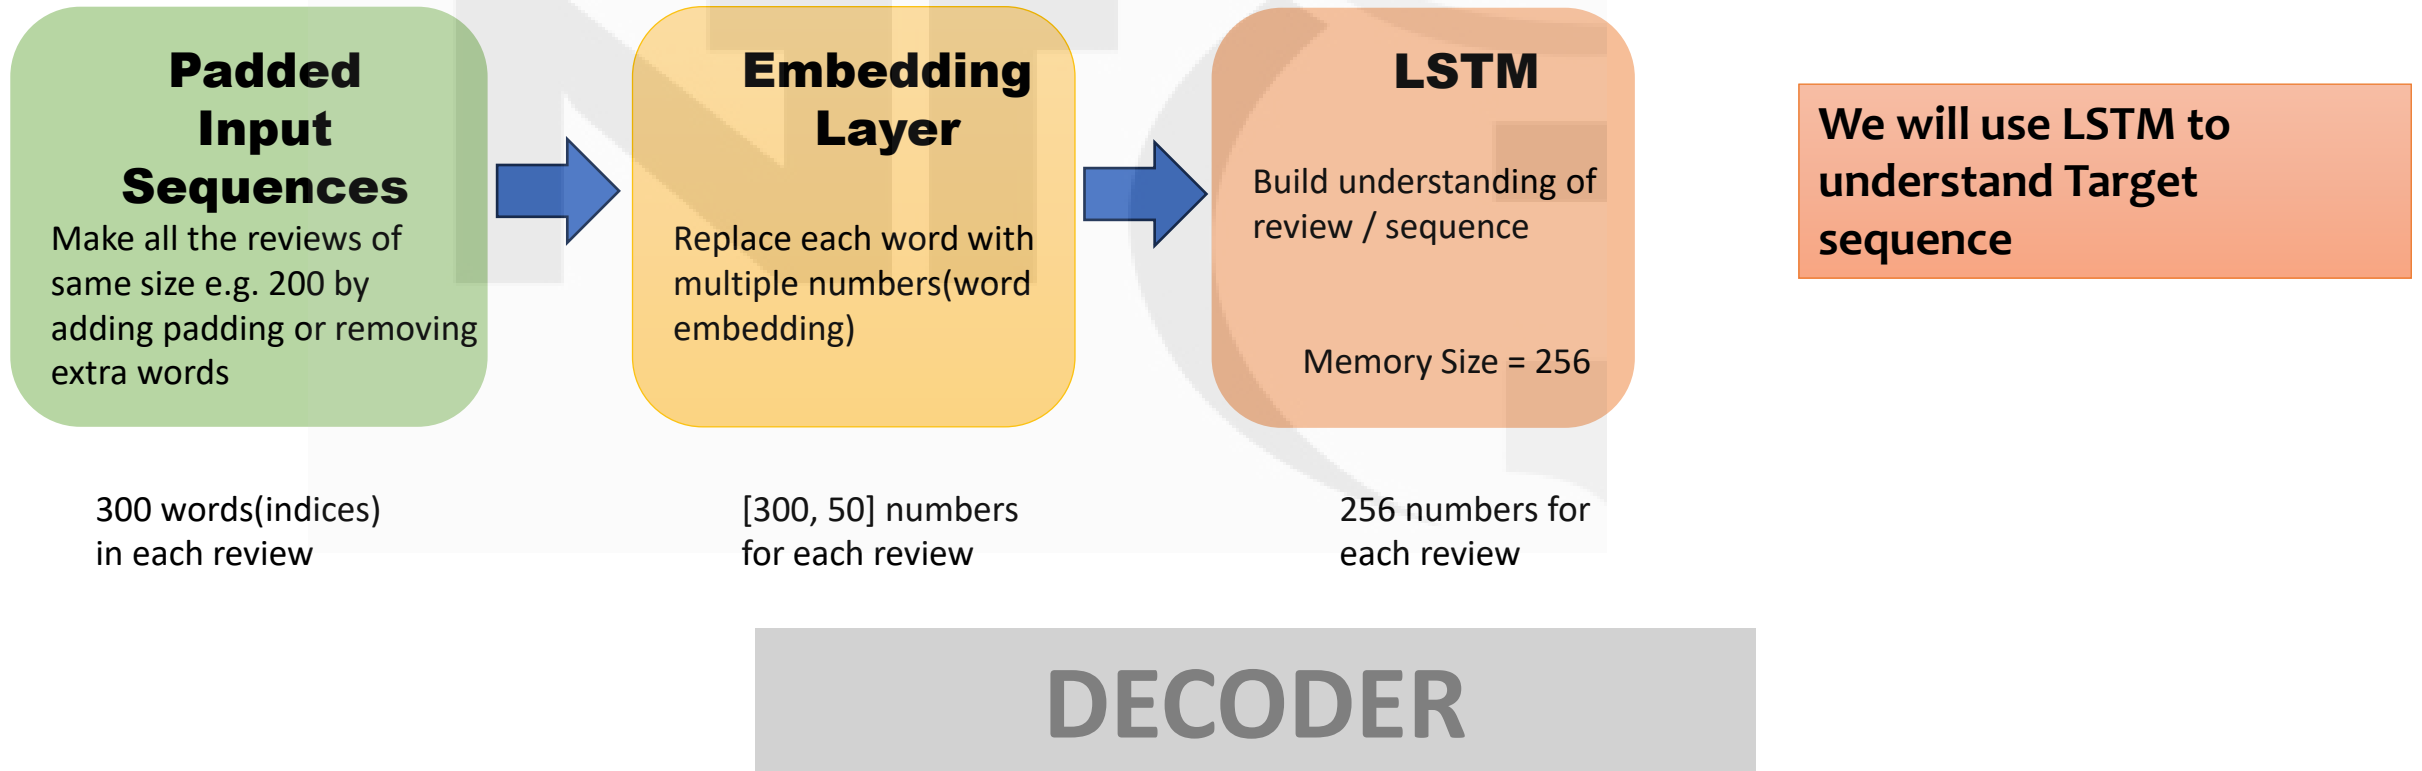 Padded
Input
Sequences
Make all the reviews of
same size e.g. 200 by
adding padding or removing
extra words
Embedding
Layer
Replace each word with
multiple numbers(word
embedding)
LSTM
Build understanding of
review / sequence
Memory Size = 256
We will use LSTM to
understand Target
sequence
300 words(indices)
in each review
[300, 50] numbers
for each review
256 numbers for
each review
DECODER